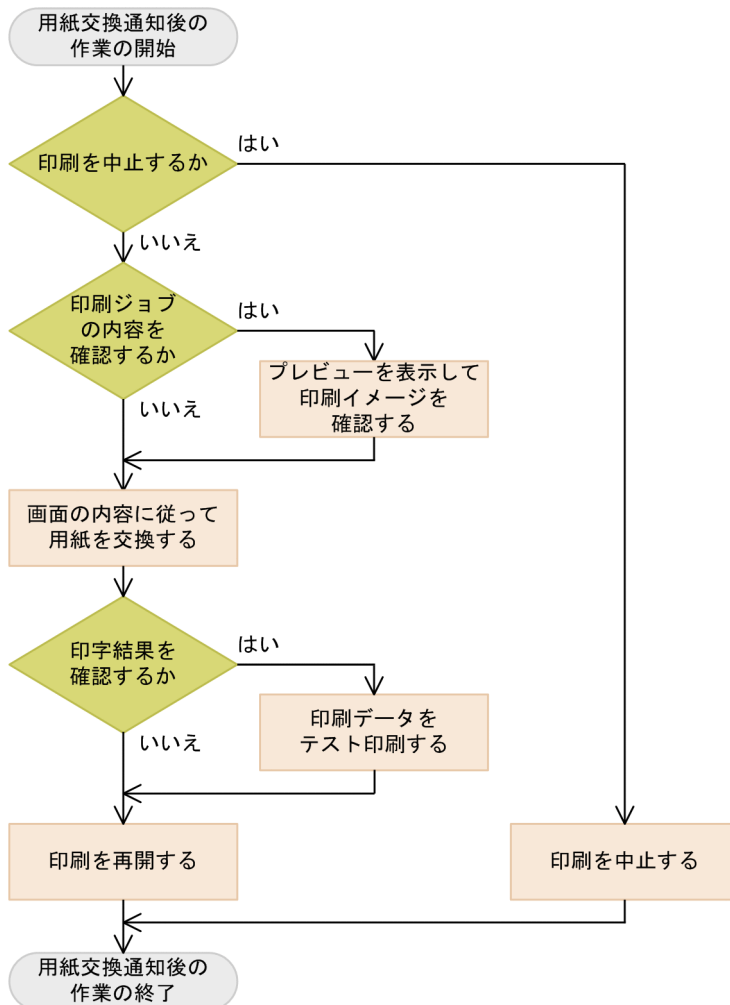 用紙交換通知後の
作業の開始
印刷を中止するか
はい
いいえ
印刷ジョブ
の内容を
確認するか
はい
いいえ
プレビューを表示して
印刷イメージを
確認する
画面の内容に従って
用紙を交換する
印字結果を
確認するか
はい
いいえ
印刷データを
テスト印刷する
印刷を再開する
印刷を中止する
用紙交換通知後の
作業の終了